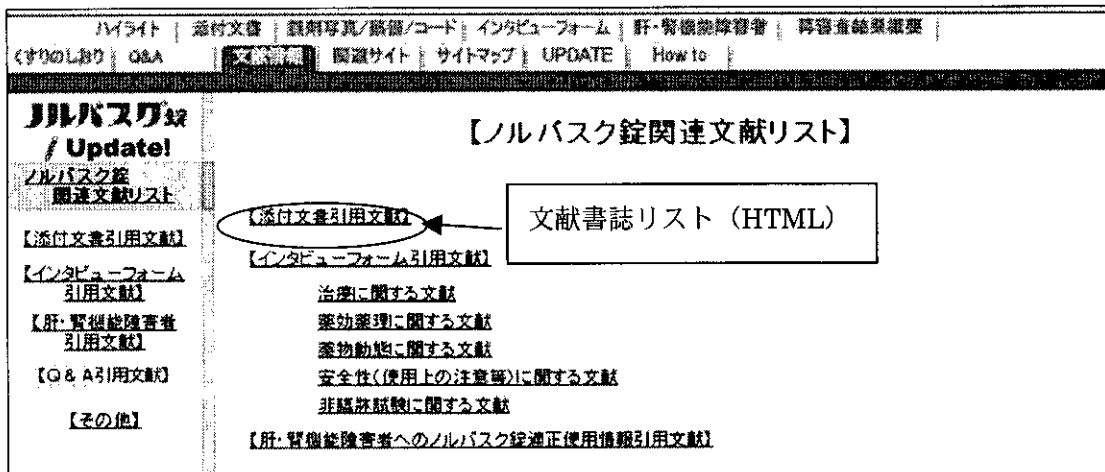 ハイライト | 添付文書 | 錠剤写真/薬価/コード | インタビューフォーム | 肝・腎機能障害者 | 再審査結果概要 |
くすりのしおり | Q&A | 文献情報 | 関連サイト | サイトマップ | UPDATE | How to |
ノルバスク錠
Update!
ノルバスク錠
関連文献リスト
【添付文書引用文献】
【インタビューフォーム
引用文献】
【肝・腎機能障害者
引用文献】
【Q&A引用文献】
【その他】
【ノルバスク錠関連文献リスト】
【添付文書引用文献】
文献書誌リスト（HTML）
【インタビューフォーム引用文献】
治療に関する文献
薬効薬理に関する文献
薬物動態に関する文献
安全性(使用上の注意等)に関する文献
非臨床試験に関する文献
【肝・腎機能障害者へのノルバスク錠適正使用情報引用文献】